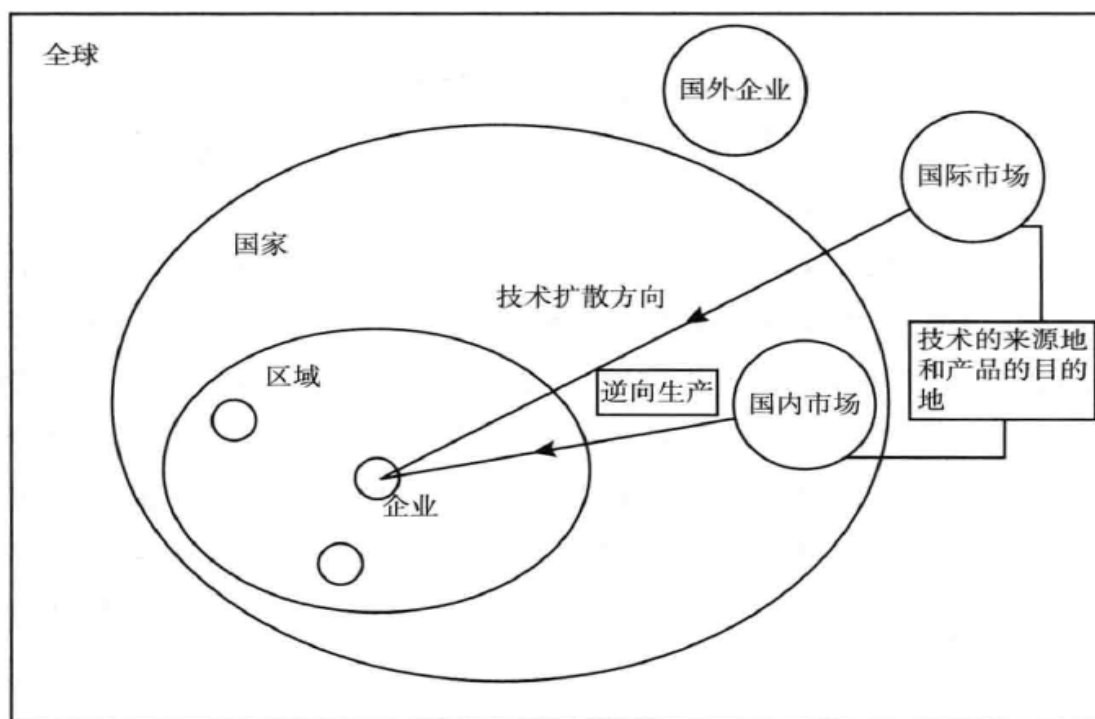 全球
国外企业
国际市场
国家
技术扩散方向
技术的来源地
和产品的目的
地
区域
逆向生产
国内市场
企业